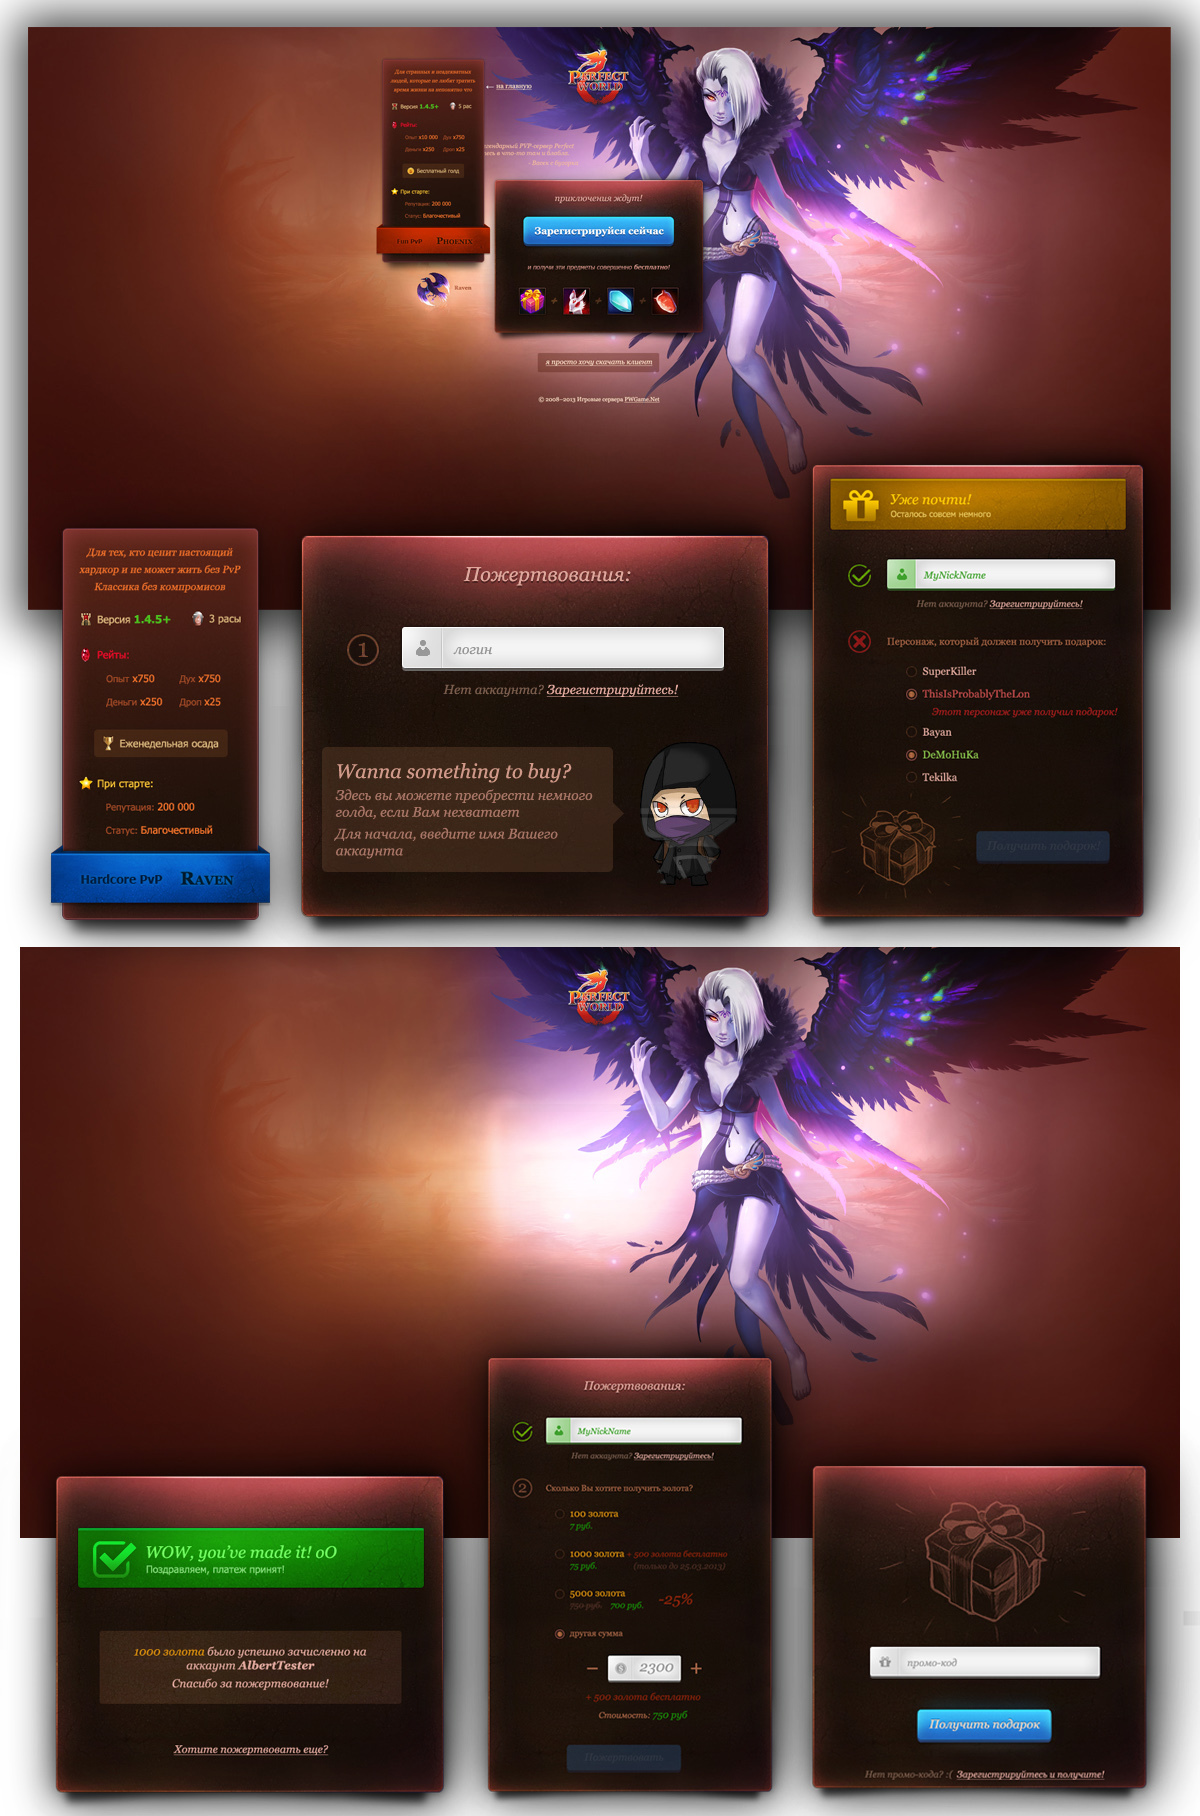 Для странных и неадекватных
людей, которые не любят тратить
время жизни на непонятно что
Версия 1.4.5+
5 рас
Рейты:
Опыт x10 000 Дух x750
Деньги x250 Дроп x25
Бесплатный голд
При старте:
Репутация: 200 000
Статус: Благочестивый
Fun PvP PHOENIX
Raven
← на главную
PERFECT
WORLD
легендарный PVP-сервер Perfect
приключения ждут!
Зарегистрируйся сейчас
и получи эти предметы совершенно бесплатно!
+ + +
я просто хочу скачать клиент
© 2008–2013 Игровые сервера PWGame.Net
Для тех, кто ценит настоящий
хардкор и не может жить без PvP
Классика без компромисов
Версия 1.4.5+
3 расы
Рейты:
Опыт x750 Дух x750
Деньги x250 Дроп x25
Еженедельная осада
При старте:
Репутация: 200 000
Статус: Благочестивый
Hardcore PvP RAVEN
Пожертвования:
1 логин
Нет аккаунта? Зарегистрируйтесь!
Wanna something to buy?
Здесь вы можете преобрести немного
голда, если Вам нехватает
Для начала, введите имя Вашего
аккаунта
Уже почти!
Осталось совсем немного
MyNickName
Нет аккаунта? Зарегистрируйтесь!
Персонаж, который должен получить подарок:
SuperKiller
ThisIsProbablyTheLon
Этот персонаж уже получил подарок!
Bayan
DeMoHuKa
Tekilka
Получить подарок!
PERFECT
WORLD
WOW, you've made it! oO
Поздравляем, платеж принят!
1000 золота было успешно зачисленно на
аккаунт AlbertTester
Спасибо за пожертвование!
Хотите пожертвовать еще?
Пожертвования:
MyNickName
Нет аккаунта? Зарегистрируйтесь!
2 Сколько Вы хотите получить золота?
100 золота
7 руб.
1000 золота + 500 золота бесплатно
75 руб. (только до 25.03.2013)
5000 золота
750 руб. 700 руб. -25%
другая сумма
− 2300 +
+ 500 золота бесплатно
Стоимость: 750 руб
Пожертвовать
промо-код
Получить подарок
Нет промо-кода? :( Зарегистрируйтесь и получите!